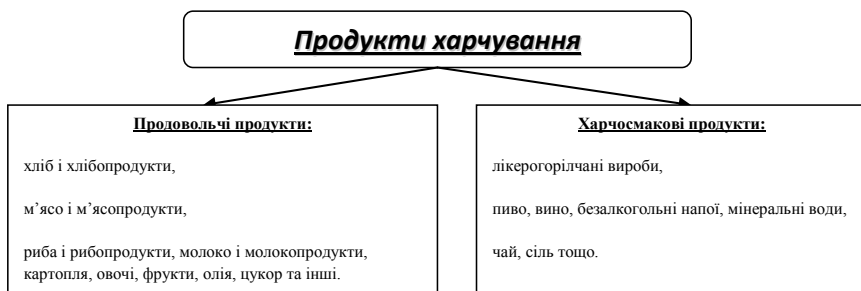 Продукти харчування
Продовольчі продукти:
хліб і хлібопродукти,
м’ясо і м’ясопродукти,
риба і рибопродукти, молоко і молокопродукти,
картопля, овочі, фрукти, олія, цукор та інші.
Харчосмакові продукти:
лікерогорілчані вироби,
пиво, вино, безалкогольні напої, мінеральні води,
чай, сіль тощо.